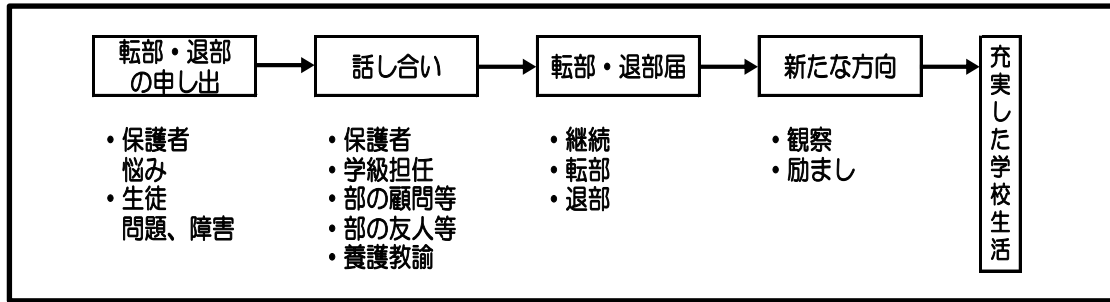 転部・退部
の申し出
・保護者
悩み
・生徒
問題、障害
話し合い
・保護者
・学級担任
・部の顧問等
・部の友人等
・養護教諭
転部・退部届
・継続
・転部
・退部
新たな方向
・観察
・励まし
充実した学校生活